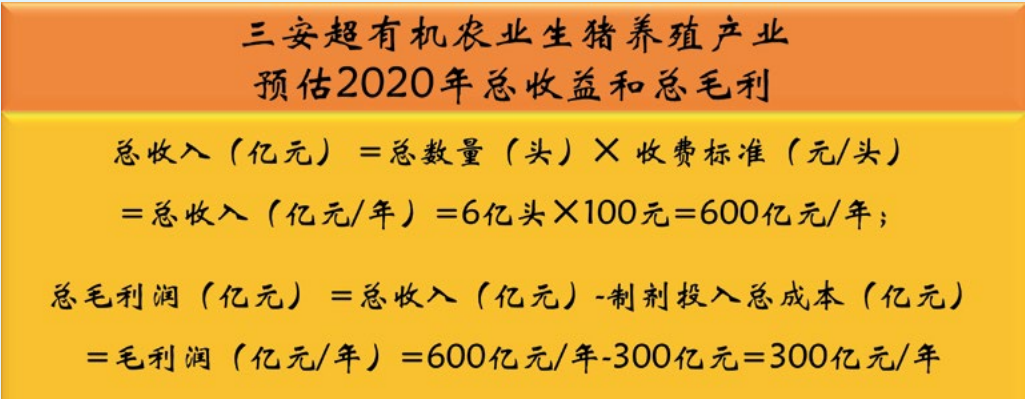 三安超有机农业生猪养殖产业
预估2020年总收益和总毛利
总收入（亿元）=总数量（头）× 收费标准（元/头）
=总收入（亿元/年）=6亿头×100元=600亿元/年；
总毛利润（亿元）=总收入（亿元）-制剂投入总成本（亿元）
=毛利润（亿元/年）=600亿元/年-300亿元=300亿元/年